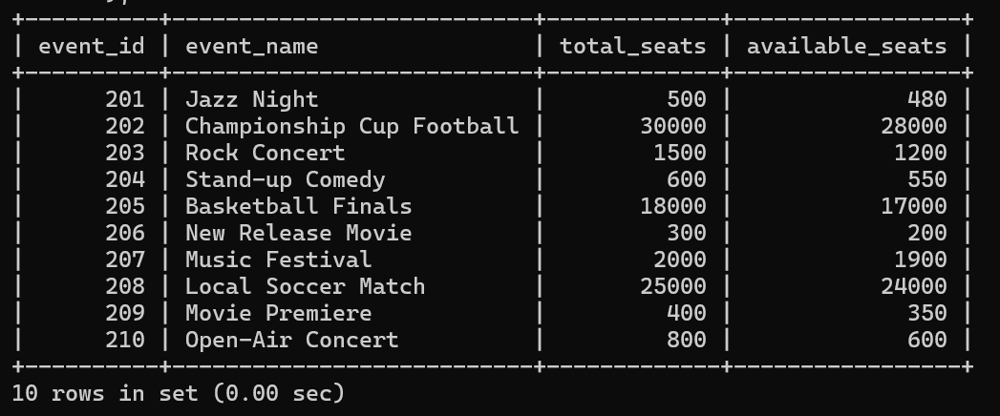 +-----------+---------------------------+-------------+-----------------+
| event_id | event_name                | total_seats | available_seats |
+-----------+---------------------------+-------------+-----------------+
|      201 | Jazz Night                |         500 |             480 |
|      202 | Championship Cup Football |       30000 |           28000 |
|      203 | Rock Concert              |        1500 |            1200 |
|      204 | Stand-up Comedy           |         600 |             550 |
|      205 | Basketball Finals         |       18000 |           17000 |
|      206 | New Release Movie         |         300 |             200 |
|      207 | Music Festival            |        2000 |            1900 |
|      208 | Local Soccer Match        |       25000 |           24000 |
|      209 | Movie Premiere            |         400 |             350 |
|      210 | Open-Air Concert          |         800 |             600 |
+-----------+---------------------------+-------------+-----------------+
10 rows in set (0.00 sec)